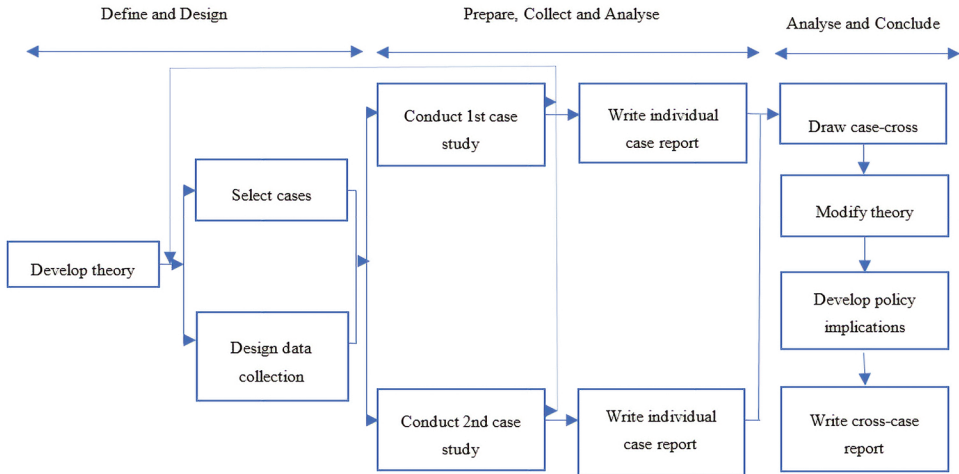 Define and Design
Prepare, Collect and Analyse
Analyse and Conclude
Conduct 1st case
study
Write individual
case report
Draw case-cross
Select cases
Modify theory
Develop theory
Design data
collection
Develop policy
implications
Conduct 2nd case
study
Write individual
case report
Write cross-case
report